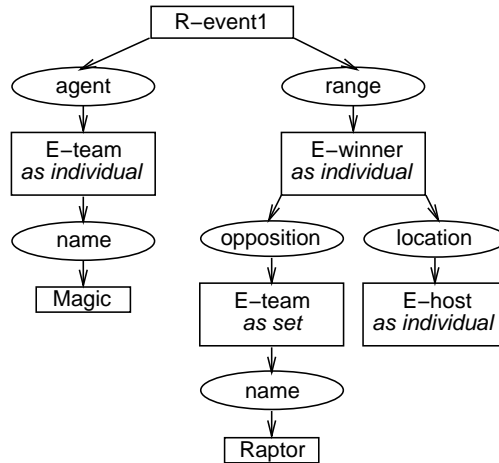 R−event1
agent
range
E−team
as individual
E−winner
as individual
name
opposition
location
Magic
E−team
as set
E−host
as individual
name
Raptor